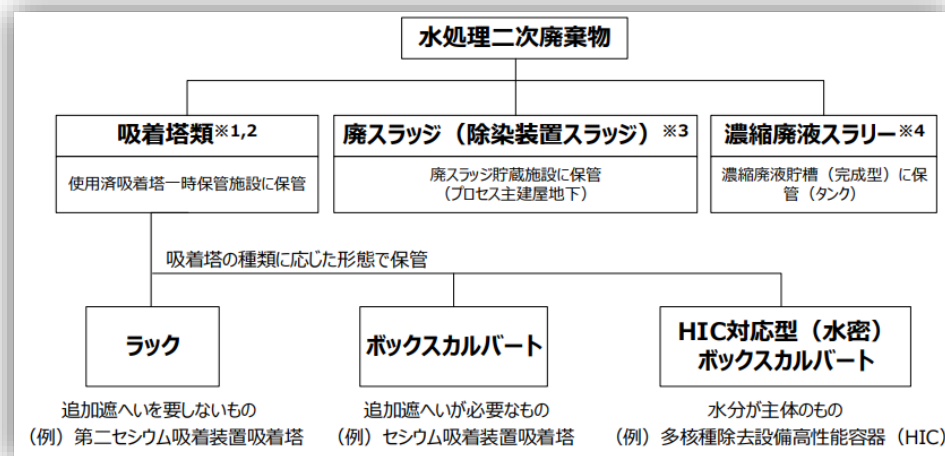 水処理二次廃棄物
吸着塔類※1,2
使用済吸着塔一時保管施設に保管
廃スラッジ（除染装置スラッジ）※3
廃スラッジ貯蔵施設に保管
（プロセス主建屋地下）
濃縮廃液スラリー※4
濃縮廃液貯槽（完成型）に保
管（タンク）
吸着塔の種類に応じた形態で保管
ラック
追加遮へいを要しないもの
（例）第二セシウム吸着装置吸着塔
ボックスカルバート
追加遮へいが必要なもの
（例）セシウム吸着装置吸着塔
HIC対応型（水密）
ボックスカルバート
水分が主体のもの
（例）多核種除去設備高性能容器（HIC）